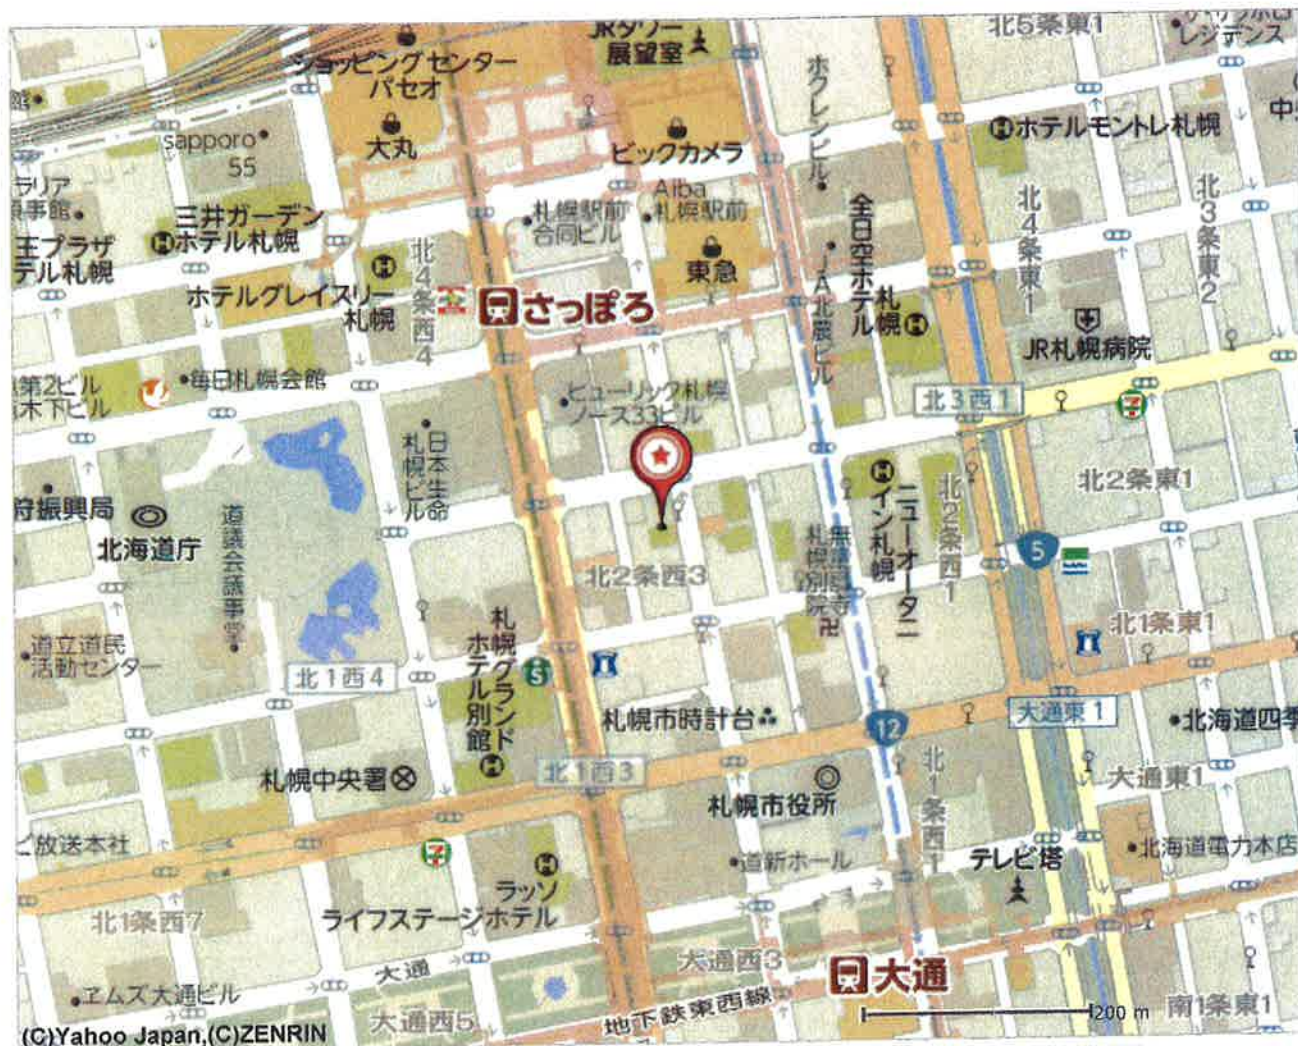 北5条東1
レジデンス
JRタワー
展望室
ショッピングセンター
パセオ
ホクレンビル
館
sapporo
55
大丸
ビックカメラ
ホテルモントレ札幌
三井ガーデン
ホテル札幌
札幌駅前
合同ビル
Aiba
札幌駅前
全日空ホテル
札幌
北4条東1
北3条東2
東急
JA北農ビル
北4条西4
ホテルグレイスリー
札幌
さっぽろ
JR札幌病院
毎日札幌会館
ヒューリック札幌
ノース33ビル
北3西1
日本生命
札幌ビル
北海道庁
道議会議事堂
ニューオータニ
イン札幌
北2条西1
北2条東1
5
北2条西3
札幌別院
北1条東1
道立道民
活動センター
北1西4
札幌グランド
ホテル別館
札幌市時計台
12
大通東1
札幌中央署
北1西3
札幌市役所
北1条西1
大通東1
道新ホール
テレビ塔
北海道電力本店
ラッソ
ライフステージホテル
北1条西7
大通
大通西3
大通
ヱムズ大通ビル
大通西5
地下鉄東西線
200 m
南1条東1
(C)Yahoo Japan,(C)ZENRIN